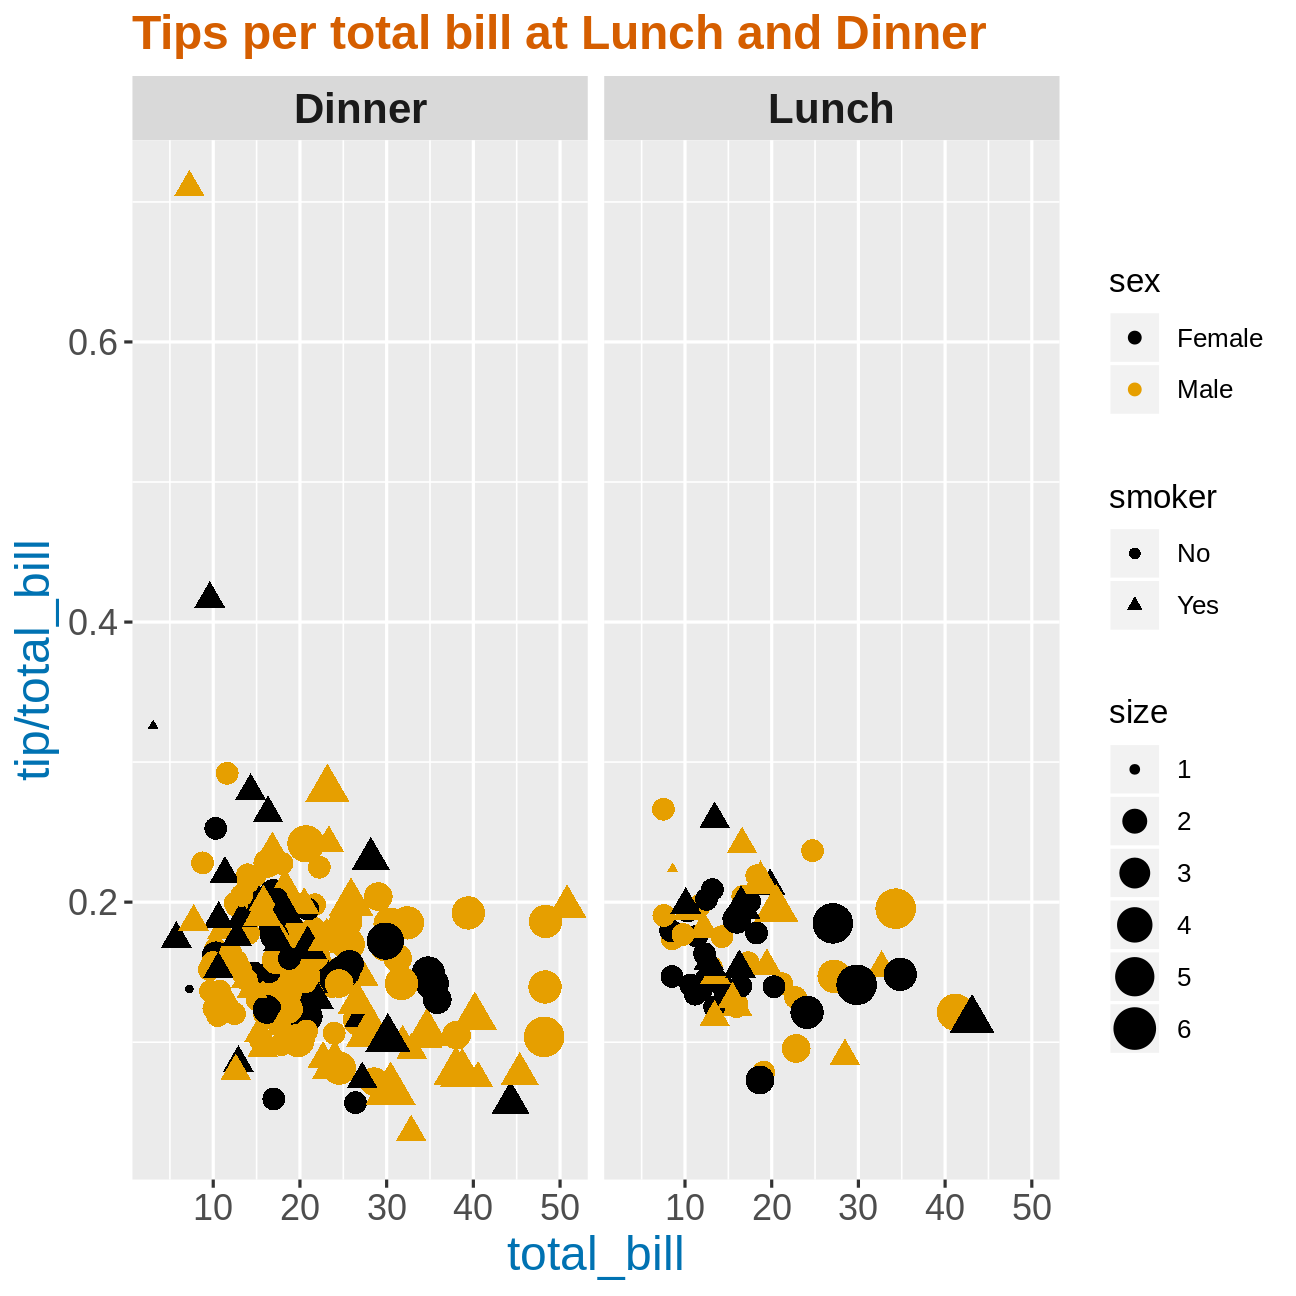 Tips per total bill at Lunch and Dinner
Dinner
Lunch
tip/total_bill
0.6
0.4
0.2
10 20 30 40 50
10 20 30 40 50
total_bill
sex
Female
Male
smoker
No
Yes
size
1
2
3
4
5
6